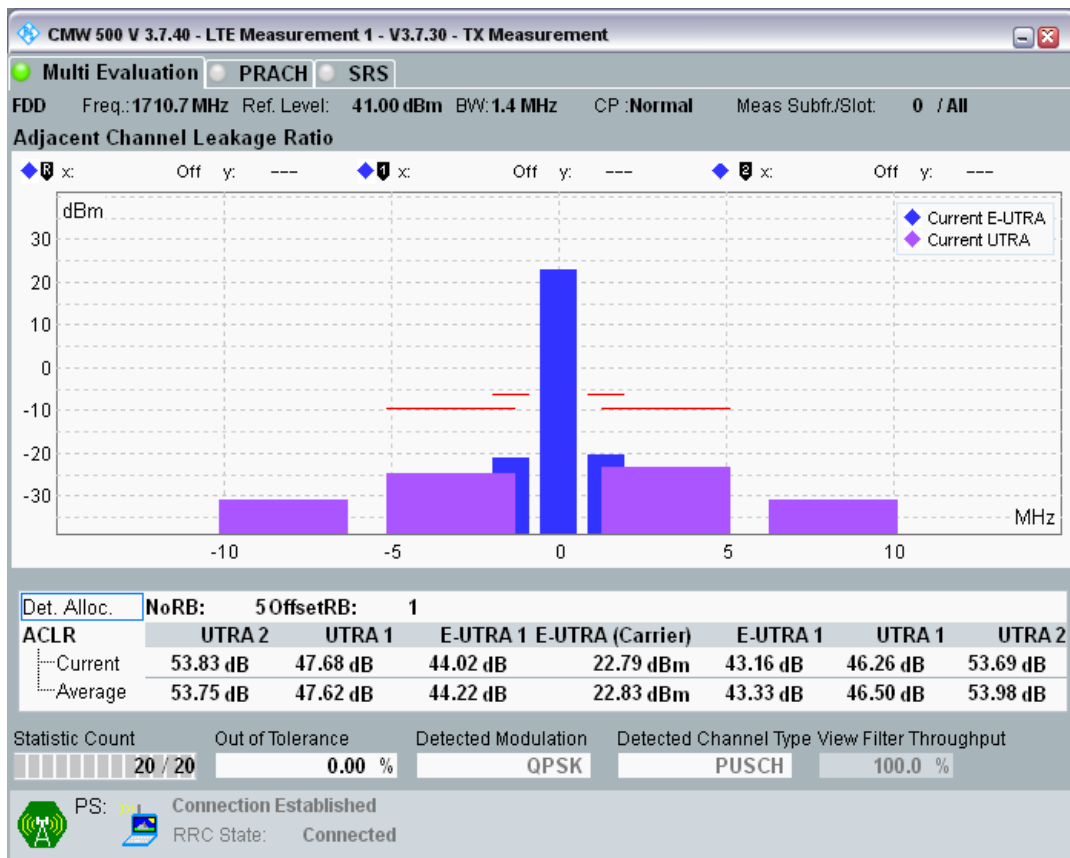 CMW 500 V 3.7.40 - LTE Measurement 1 - V3.7.30 - TX Measurement
Multi Evaluation PRACH SRS
FDD Freq.: 1710.7 MHz Ref. Level: 41.00 dBm BW: 1.4 MHz CP :Normal Meas Subfr./Slot: 0 / All
Adjacent Channel Leakage Ratio
R x: Off y: --- 1 x: Off y: --- 2 x: Off y: ---
dBm
Current E-UTRA
Current UTRA
30
20
10
0
-10
-20
-30
MHz
-10 -5 0 5 10
Det. Alloc. NoRB: 5 OffsetRB: 1
ACLR UTRA 2 UTRA 1 E-UTRA 1 E-UTRA (Carrier) E-UTRA 1 UTRA 1 UTRA 2
Current 53.83 dB 47.68 dB 44.02 dB 22.79 dBm 43.16 dB 46.26 dB 53.69 dB
Average 53.75 dB 47.62 dB 44.22 dB 22.83 dBm 43.33 dB 46.50 dB 53.98 dB
Statistic Count Out of Tolerance Detected Modulation Detected Channel Type View Filter Throughput
20 / 20 0.00 % QPSK PUSCH 100.0 %
PS: Connection Established
RRC State: Connected